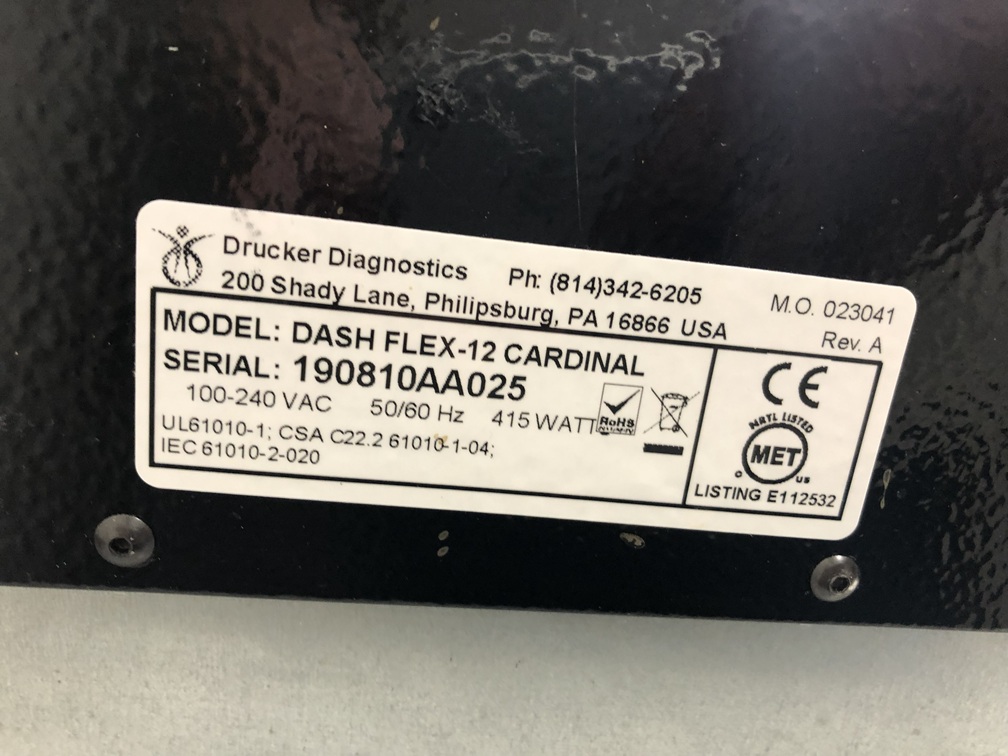 Drucker Diagnostics Ph: (814)342-6205
200 Shady Lane, Philipsburg, PA 16866 USA
M.O. 023041
Rev. A
MODEL: DASH FLEX-12 CARDINAL
SERIAL: 190810AA025
100-240 VAC 50/60 Hz 415 WATT
UL61010-1; CSA C22.2 61010-1-04;
IEC 61010-2-020
RoHS
CE
NRTL LISTED
MET
C US
LISTING E112532